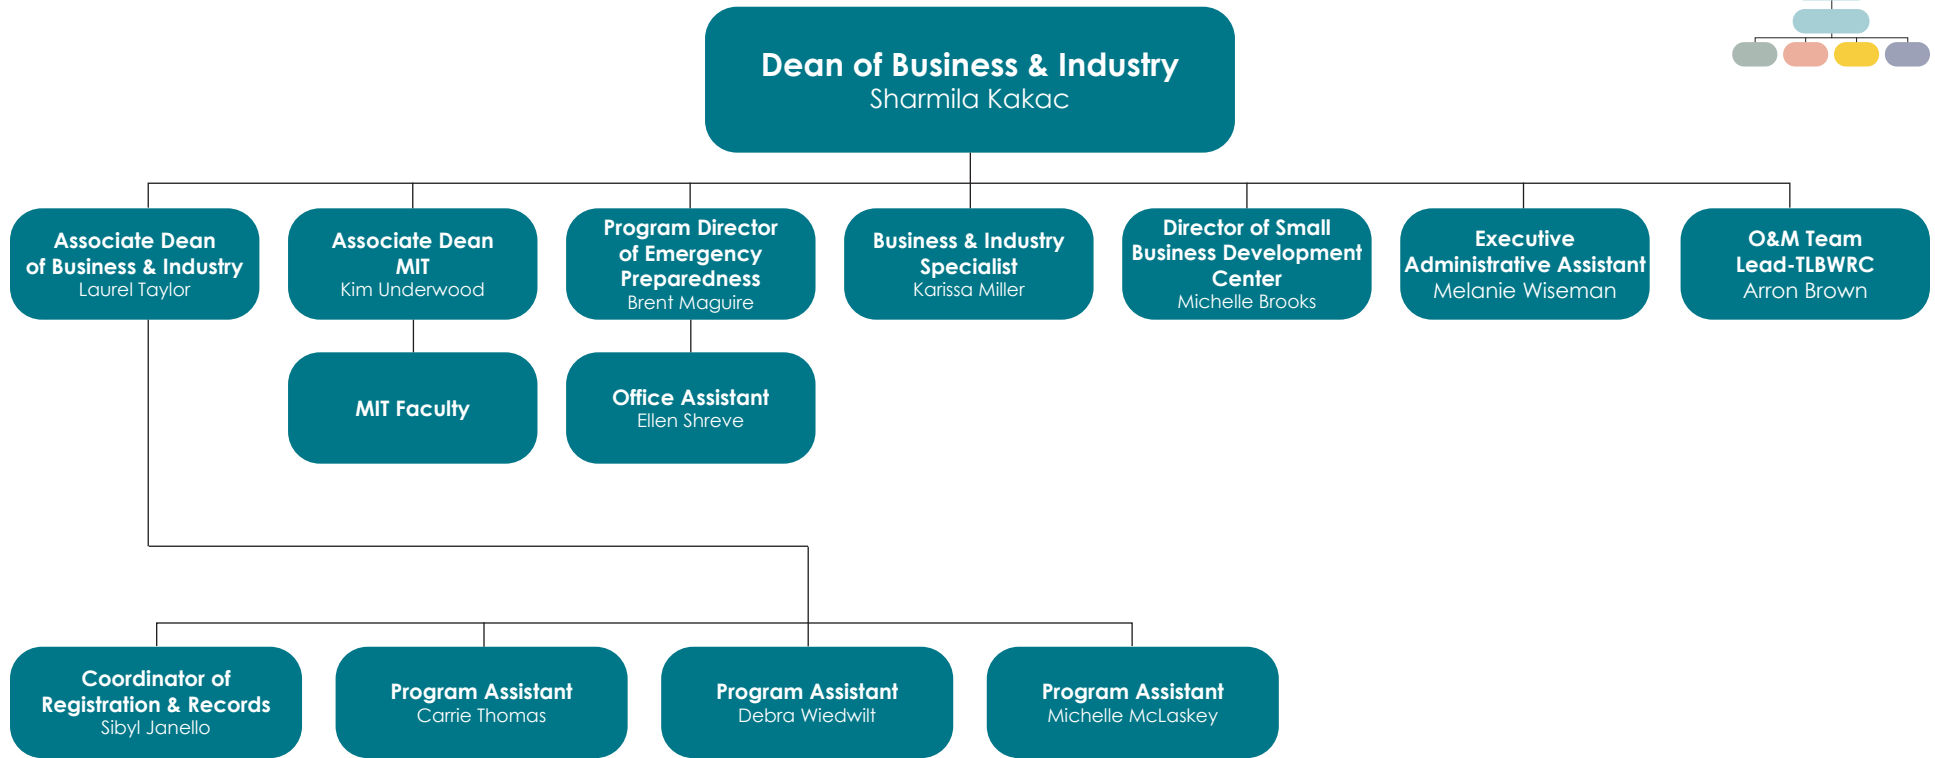 Dean of Business & Industry
Sharmila Kakac
Associate Dean
of Business & Industry
Laurel Taylor
Associate Dean
MIT
Kim Underwood
Program Director
of Emergency
Preparedness
Brent Maguire
Business & Industry
Specialist
Karissa Miller
Director of Small
Business Development
Center
Michelle Brooks
Executive
Administrative Assistant
Melanie Wiseman
O&M Team
Lead-TLBWRC
Arron Brown
MIT Faculty
Office Assistant
Ellen Shreve
Coordinator of
Registration & Records
Sibyl Janello
Program Assistant
Carrie Thomas
Program Assistant
Debra Wiedwilt
Program Assistant
Michelle McLaskey